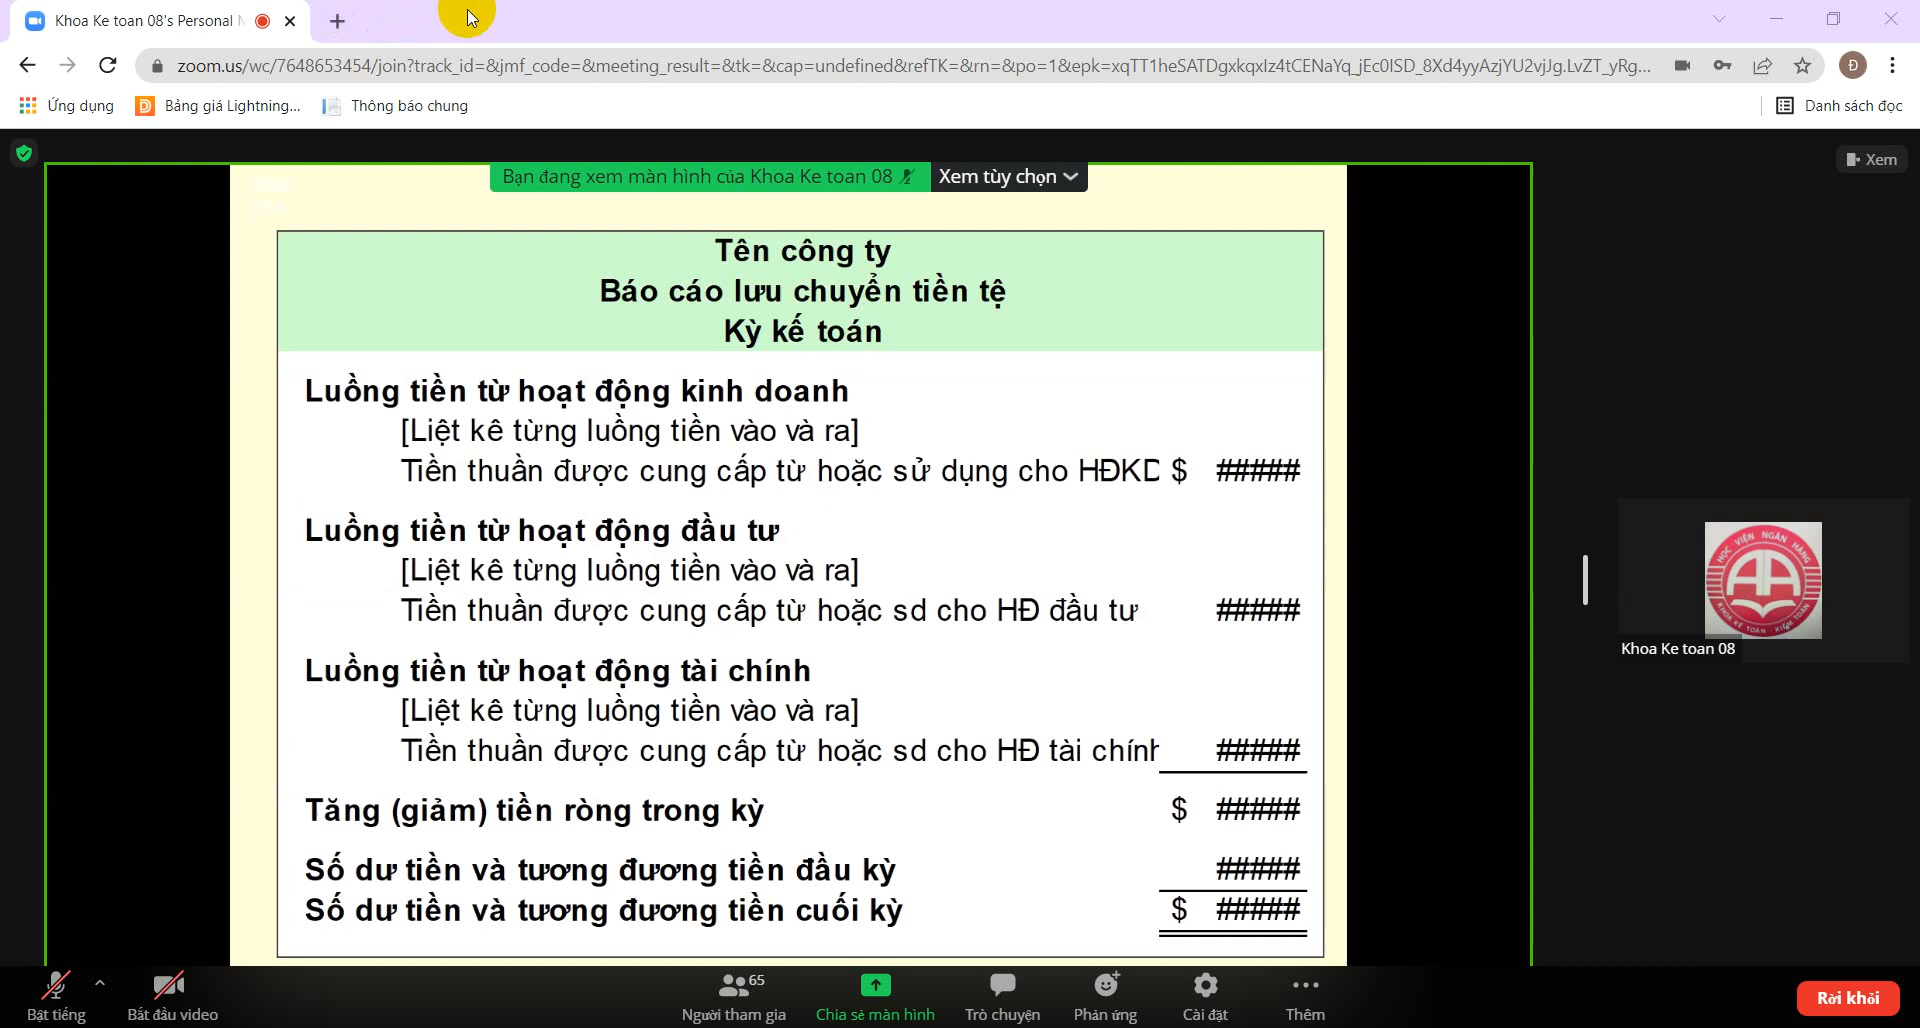 Khoa Ke toan 08's Personal M
zoom.us/wc/7648653454/join?track_id=&jmf_code=&meeting_result=&tk=&cap=undefined&refTK=&rn=&po=1&epk=xqTT1heSATDgxkqxIz4tCENaYq_jEc0ISD_8Xd4yyAzjYU2vjJg.LvZT_yRg...
Đ
Ứng dụng
Bảng giá Lightning...
Thông báo chung
Danh sách đọc
Bạn đang xem màn hình của Khoa Ke toan 08
Xem tùy chọn
Xem
Tên công ty
Báo cáo lưu chuyển tiền tệ
Kỳ kế toán
Luồng tiền từ hoạt động kinh doanh
[Liệt kê từng luồng tiền vào và ra]
Tiền thuần được cung cấp từ hoặc sử dụng cho HĐKD $ #####
Luồng tiền từ hoạt động đầu tư
[Liệt kê từng luồng tiền vào và ra]
Tiền thuần được cung cấp từ hoặc sd cho HĐ đầu tư #####
Luồng tiền từ hoạt động tài chính
[Liệt kê từng luồng tiền vào và ra]
Tiền thuần được cung cấp từ hoặc sd cho HĐ tài chính #####
Tăng (giảm) tiền ròng trong kỳ $ #####
Số dư tiền và tương đương tiền đầu kỳ #####
Số dư tiền và tương đương tiền cuối kỳ $ #####
HỌC VIỆN NGÂN HÀNG
KHOA KẾ TOÁN - KIỂM TOÁN
Khoa Ke toan 08
Bật tiếng
Bắt đầu video
65
Người tham gia
Chia sẻ màn hình
Trò chuyện
Phản ứng
Cài đặt
Thêm
Rời khỏi